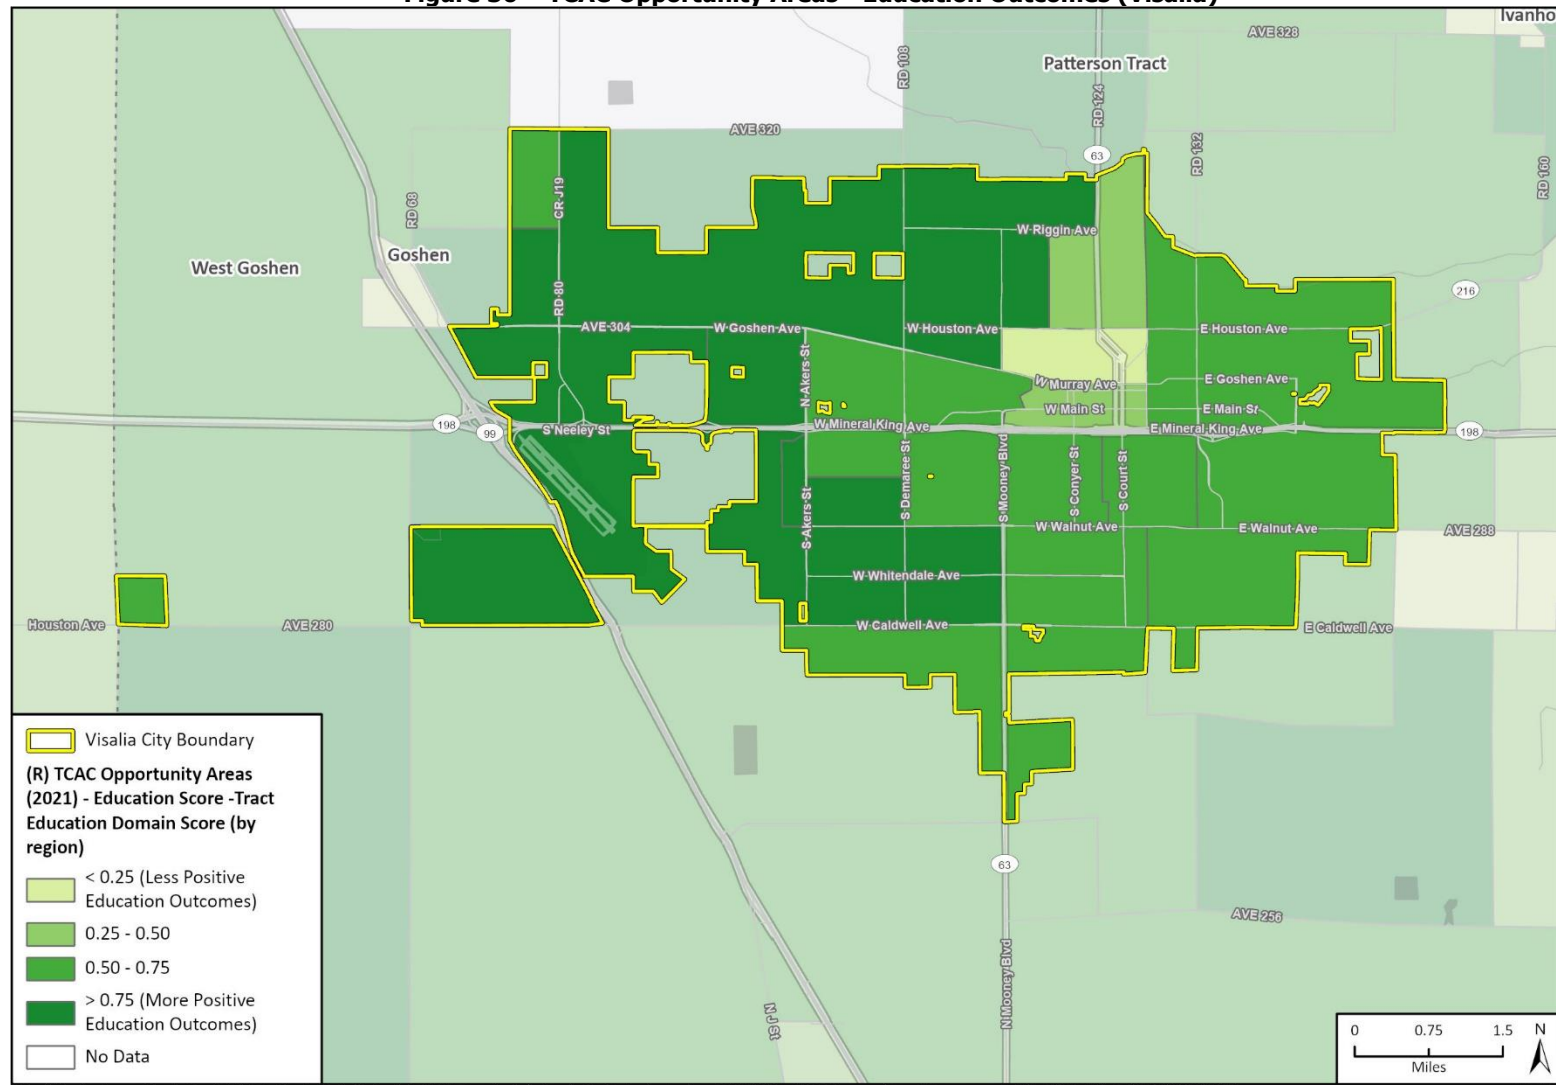 Figure 36 - TCAC Opportunity Areas - Education Outcomes (Visalia)
Ivanho
AVE 328
Patterson Tract
RD 108
RD 124
AVE 320
63
RD 132
RD 160
CR J19
RD 68
W Riggin Ave
Goshen
West Goshen
216
RD 80
AVE 304
W Goshen Ave
W Houston Ave
E Houston Ave
N Akers St
W Murray Ave
E Goshen Ave
W Main St
E Main St
198
99
S Neeley St
W Mineral King Ave
E Mineral King Ave
198
S Akers St
S Demaree St
S Mooney Blvd
S Conyer St
S Court St
W Walnut Ave
E Walnut Ave
AVE 288
W Whitendale Ave
Houston Ave
AVE 280
W Caldwell Ave
E Caldwell Ave
63
AVE 256
N Mooney Blvd
N J St
Visalia City Boundary
(R) TCAC Opportunity Areas
(2021) - Education Score -Tract
Education Domain Score (by
region)
< 0.25 (Less Positive
Education Outcomes)
0.25 - 0.50
0.50 - 0.75
> 0.75 (More Positive
Education Outcomes)
No Data
0 0.75 1.5 N
Miles